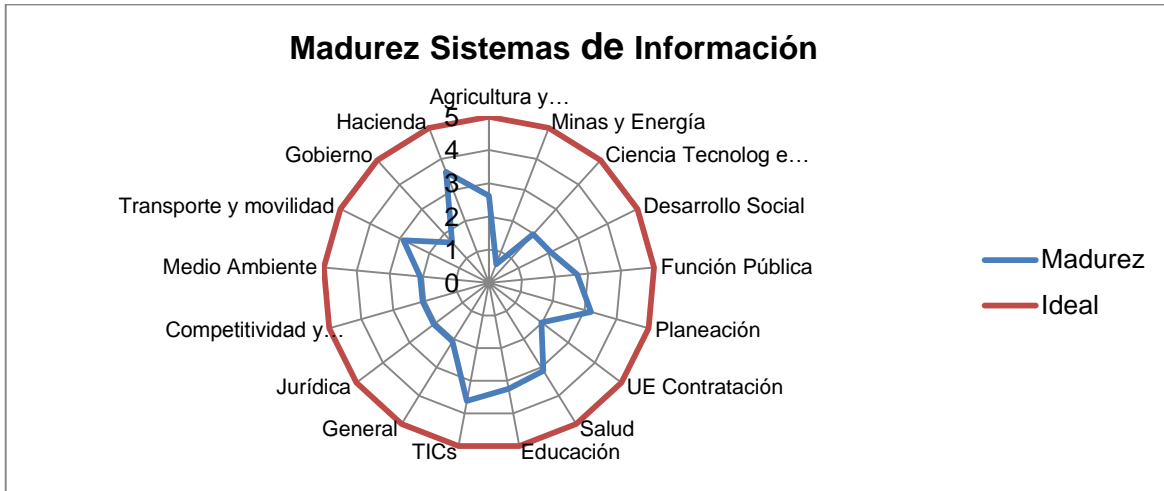 Madurez Sistemas de Información
Agricultura y…
Minas y Energía
Ciencia Tecnolog e…
Desarrollo Social
Función Pública
Planeación
UE Contratación
Salud
Educación
TICs
General
Jurídica
Competitividad y…
Medio Ambiente
Transporte y movilidad
Gobierno
Hacienda
5
4
3
2
1
0
Madurez
Ideal